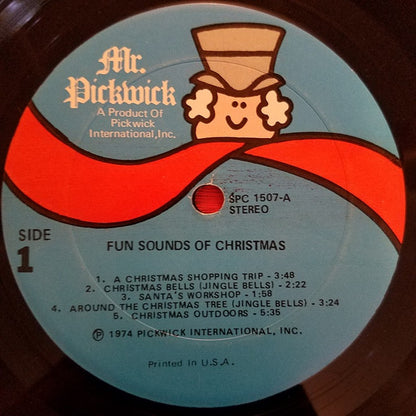 Mr.
Pickwick
A Product Of
Pickwick
International, Inc.
SPC 1507-A
STEREO
SIDE
1
FUN SOUNDS OF CHRISTMAS
1. A CHRISTMAS SHOPPING TRIP - 3:48
2. CHRISTMAS BELLS (JINGLE BELLS) - 2:22
3. SANTA'S WORKSHOP - 1:58
4. AROUND THE CHRISTMAS TREE (JINGLE BELLS) - 3:24
5. CHRISTMAS OUTDOORS - 5:35
℗ 1974 PICKWICK INTERNATIONAL, INC.
Printed in U.S.A.